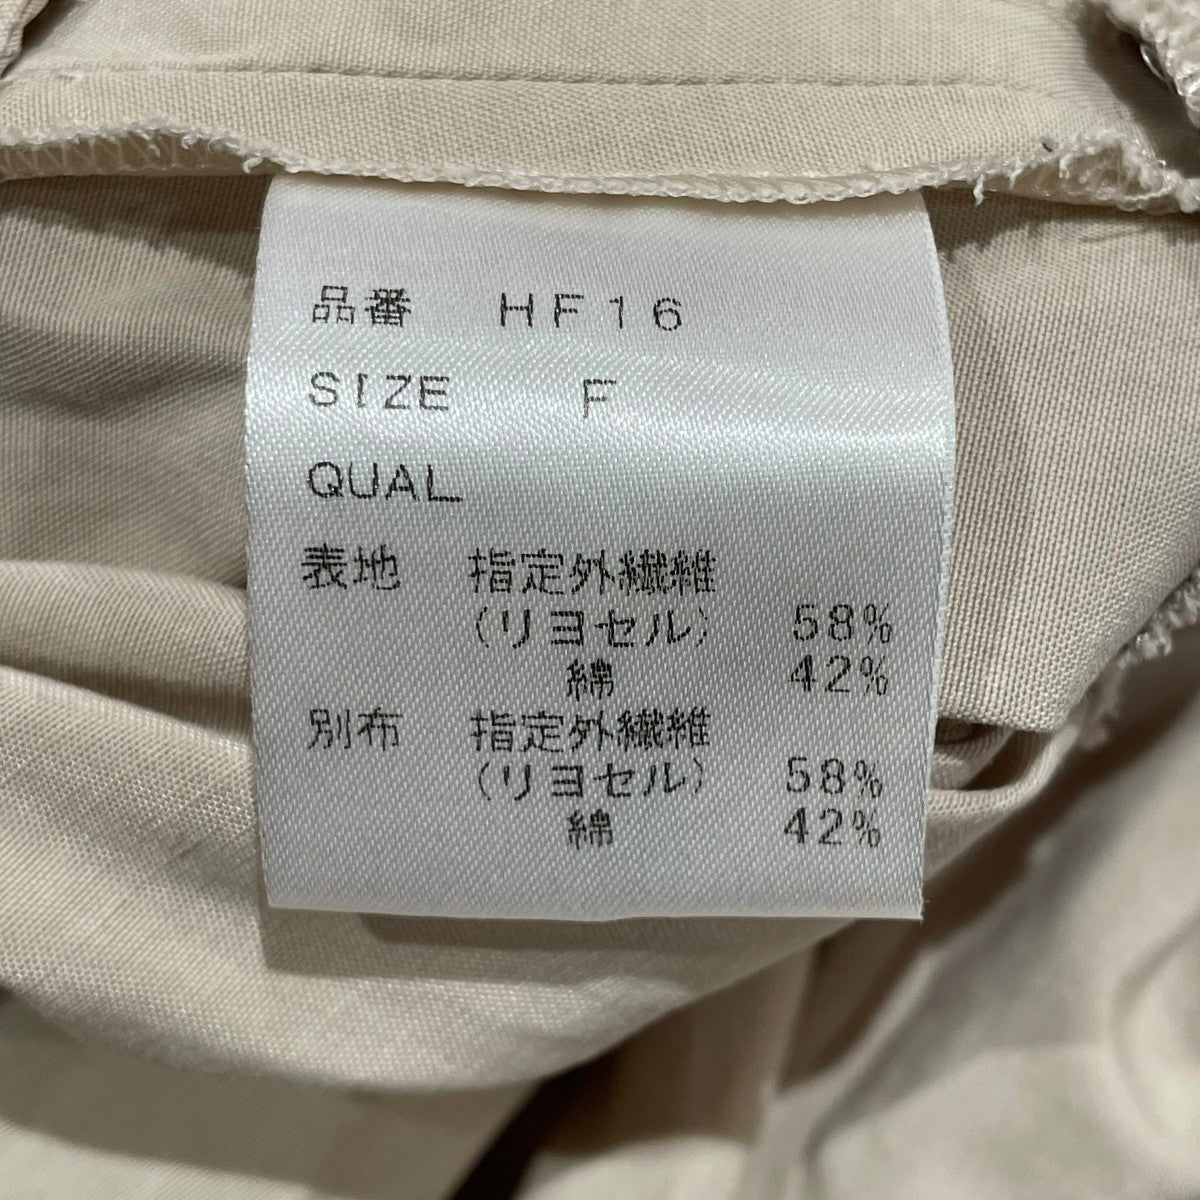 品番 HF16
SIZE F
QUAL
表地 指定外繊維
(リヨセル) 58%
綿 42%
別布 指定外繊維
(リヨセル) 58%
綿 42%